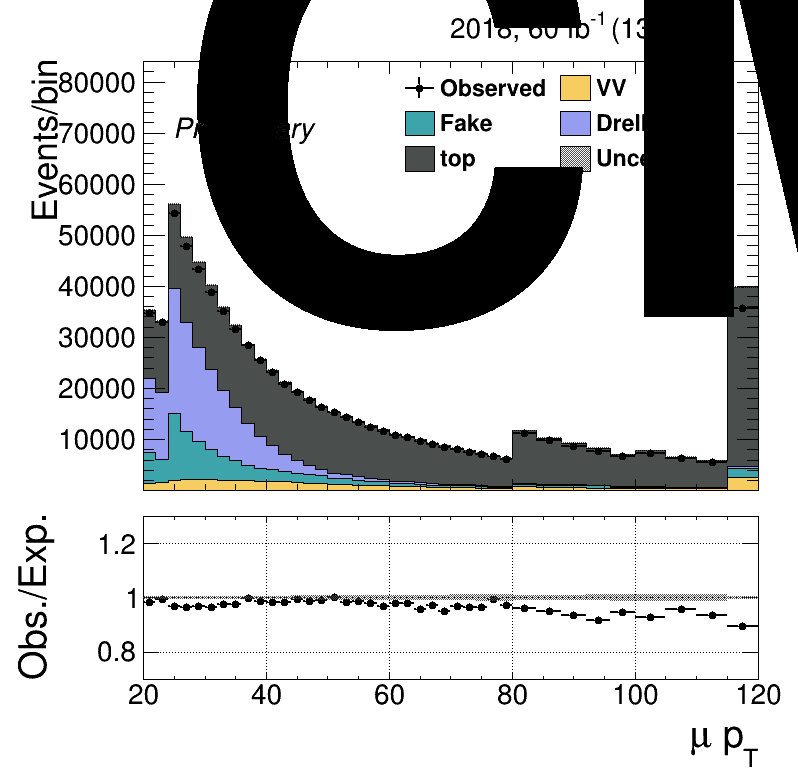 CM
2018, 60 fb-1 (13
Events/bin
80000
70000
60000
50000
40000
30000
20000
10000
Observed
VV
Fake
top
Obs./Exp.
1.2
1
0.8
20 40 60 80 100 120
μ pT